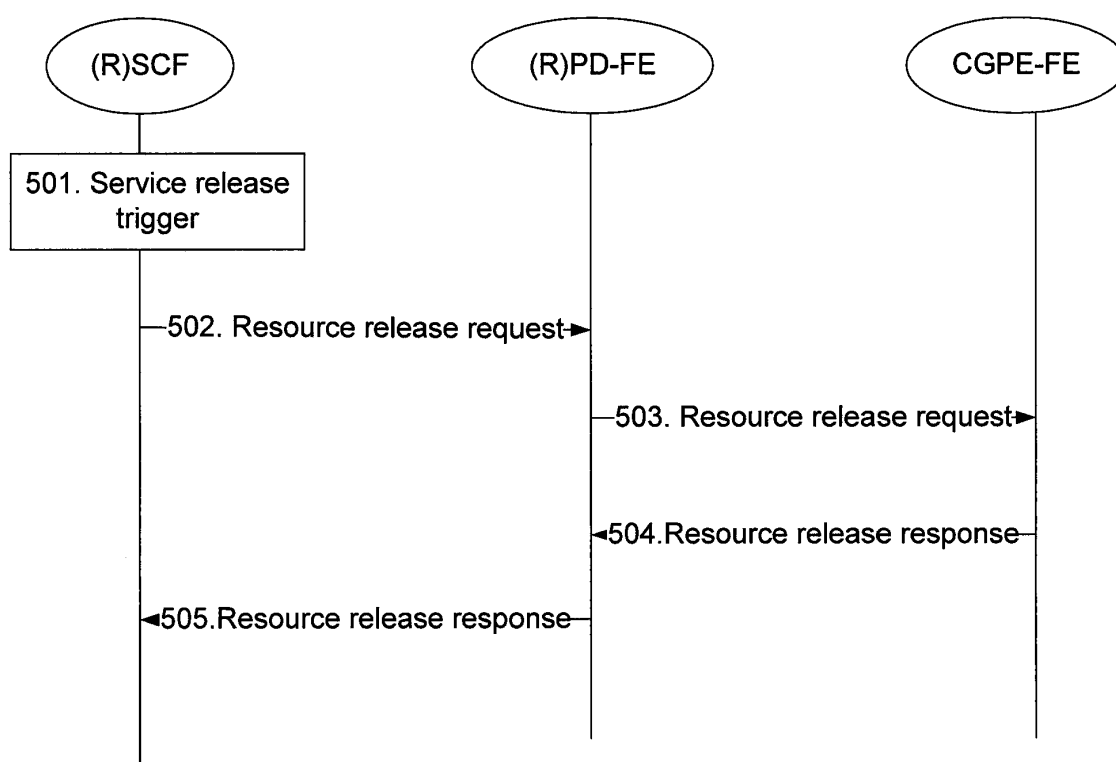 (R)SCF
(R)PD-FE
CGPE-FE
501. Service release
trigger
502. Resource release request
503. Resource release request
504.Resource release response
505.Resource release response